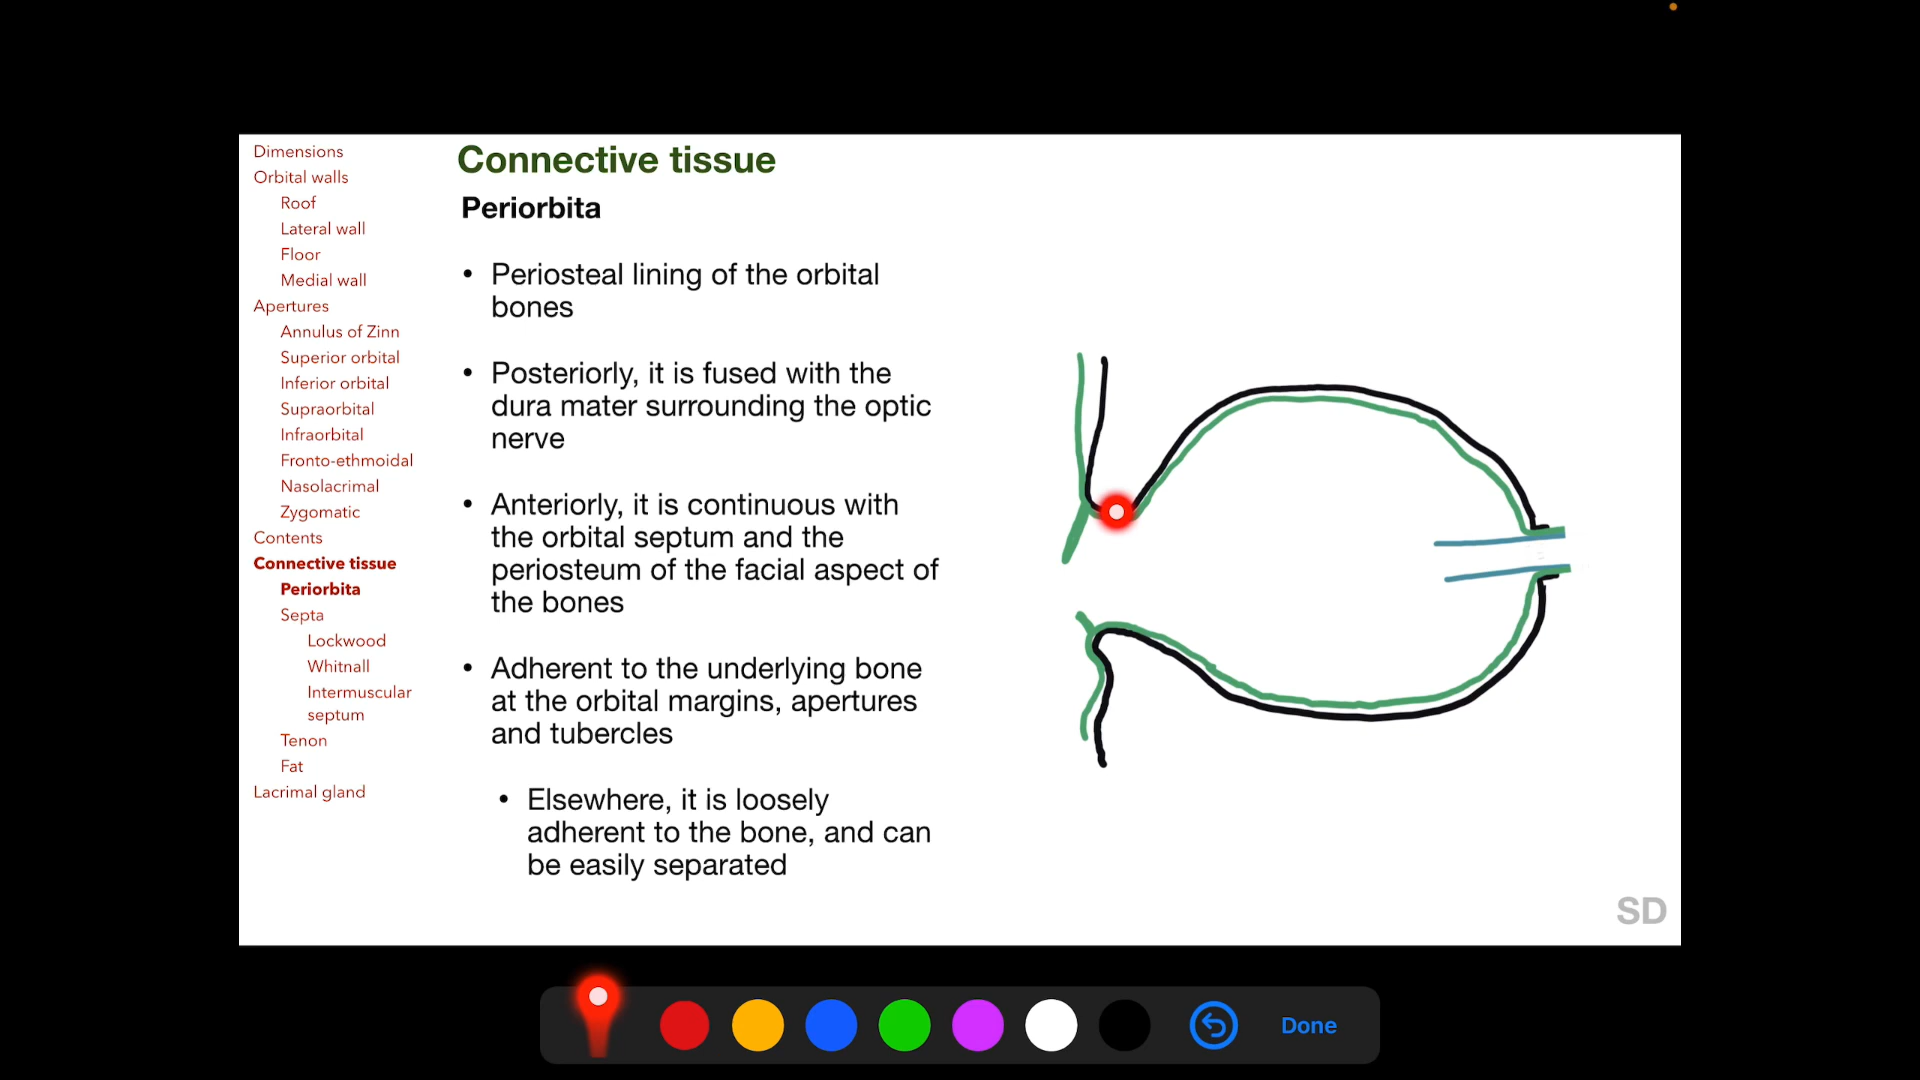 Dimensions
Orbital walls
Roof
Lateral wall
Floor
Medial wall
Apertures
Annulus of Zinn
Superior orbital
Inferior orbital
Supraorbital
Infraorbital
Fronto-ethmoidal
Nasolacrimal
Zygomatic
Contents
Connective tissue
Periorbita
Septa
Lockwood
Whitnall
Intermuscular
septum
Tenon
Fat
Lacrimal gland
Connective tissue
Periorbita
• Periosteal lining of the orbital
bones
• Posteriorly, it is fused with the
dura mater surrounding the optic
nerve
• Anteriorly, it is continuous with
the orbital septum and the
periosteum of the facial aspect of
the bones
• Adherent to the underlying bone
at the orbital margins, apertures
and tubercles
• Elsewhere, it is loosely
adherent to the bone, and can
be easily separated
SD
Done